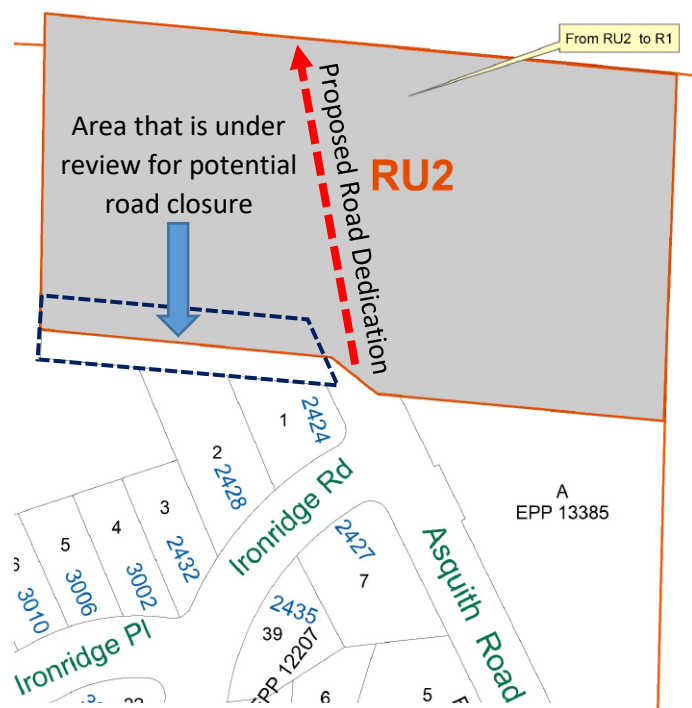 From RU2 to R1
Proposed Road Dedication
Area that is under
review for potential
road closure
RU2
1
2424
2
2428
3
2432
4
3002
5
3006
3010
Ironridge Rd
A
EPP 13385
2427
7
Asquith Road
2435
39
EPP 12207
Ironridge Pl
6
5